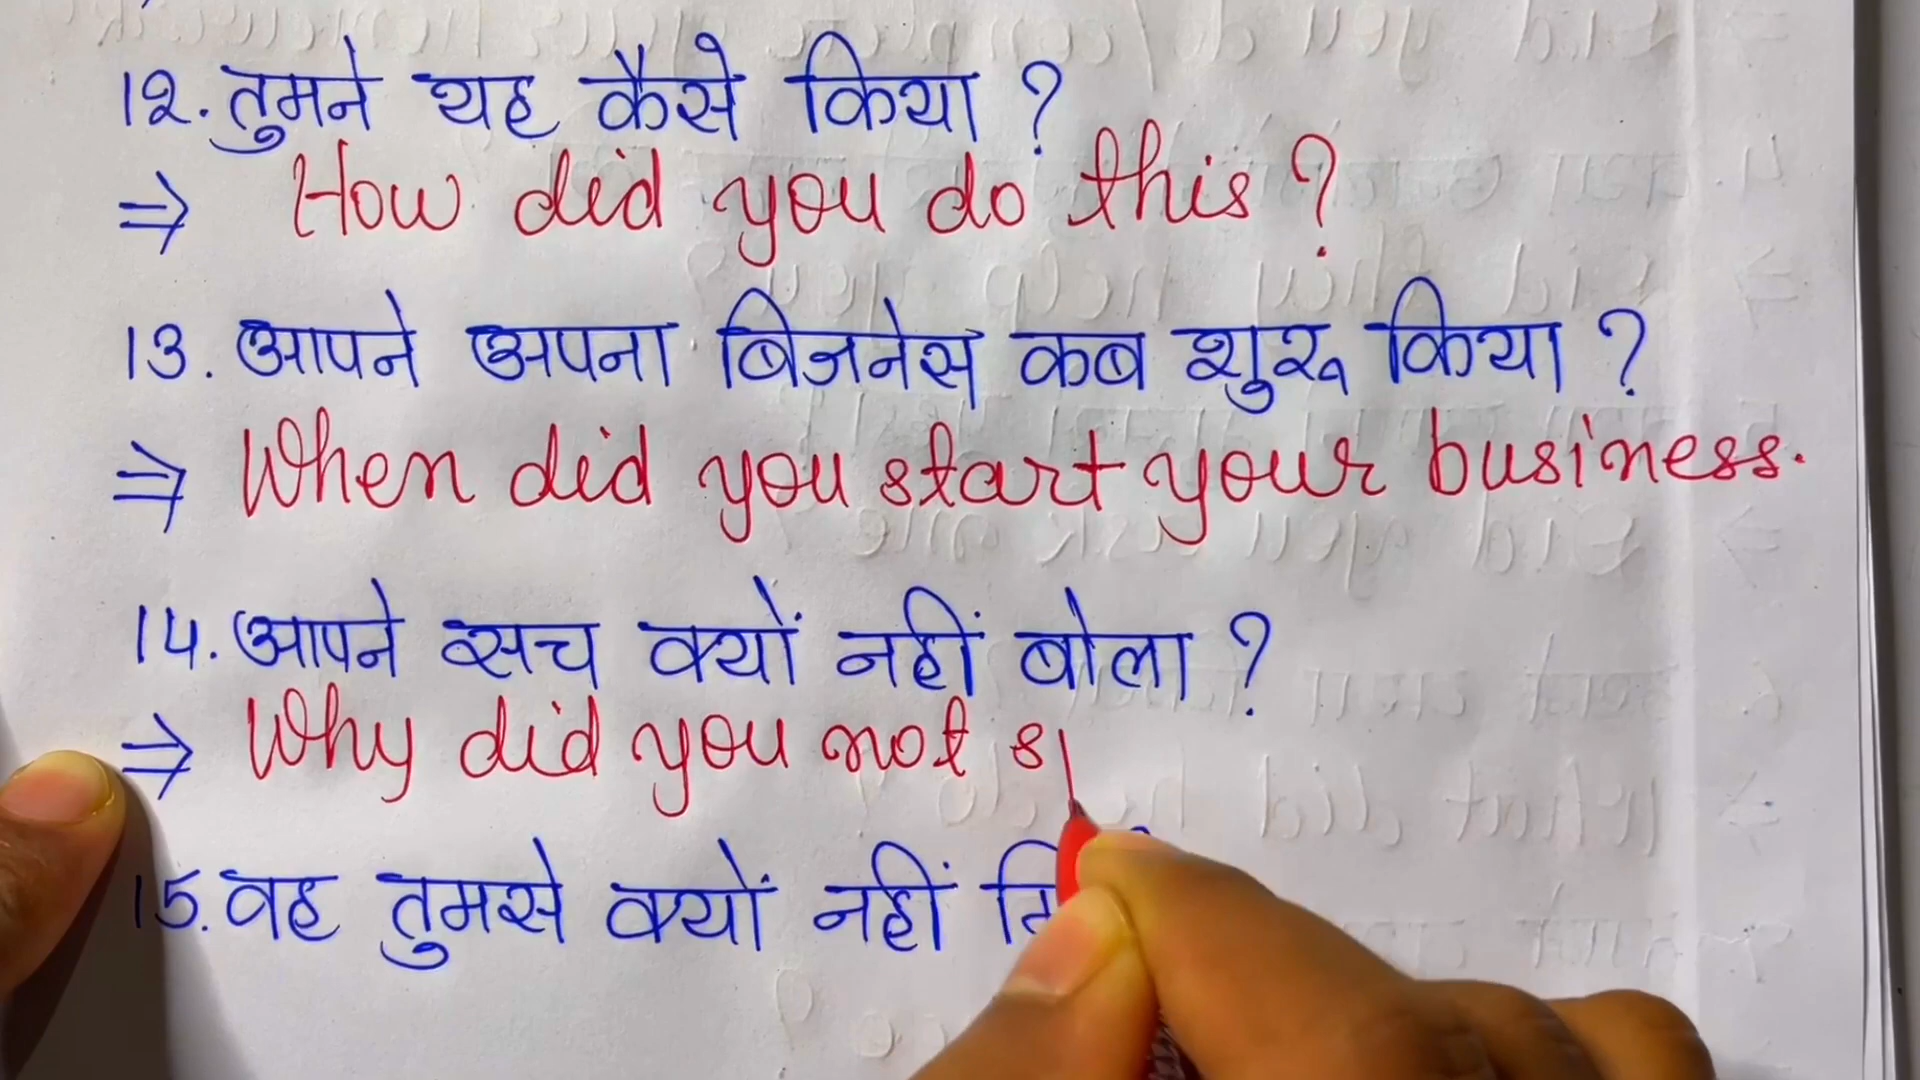 12. तुमने यह कैसे किया ?
⇒ How did you do this ?
13. आपने अपना बिजनेस कब शुरू किया ?
⇒ When did you start your business.
14. आपने सच क्यों नहीं बोला ?
⇒ Why did you not s
15. वह तुमसे क्यों नहीं